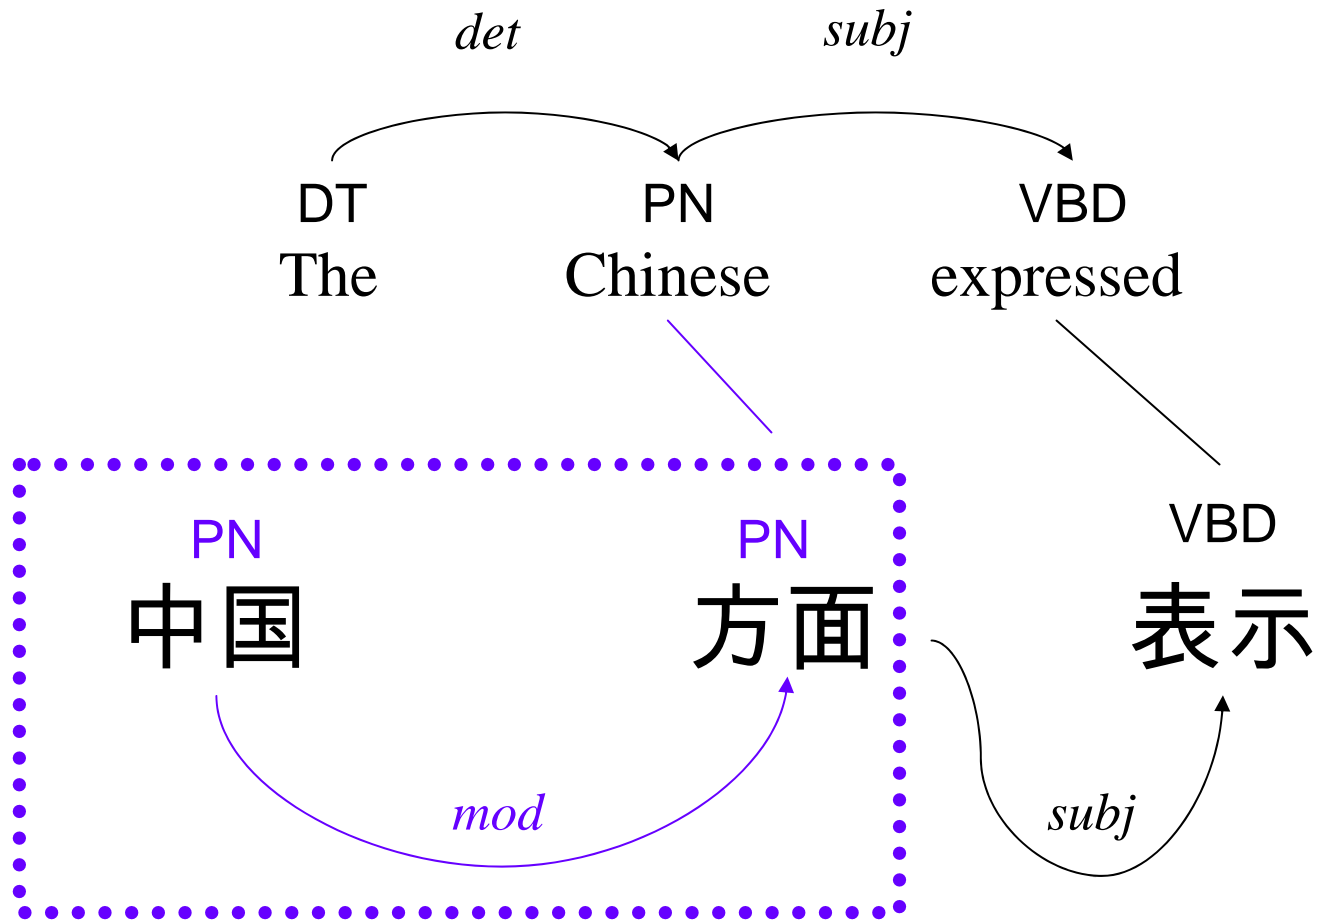 det subj
DT PN VBD
The Chinese expressed
PN PN VBD
中国 方面 表示
mod subj